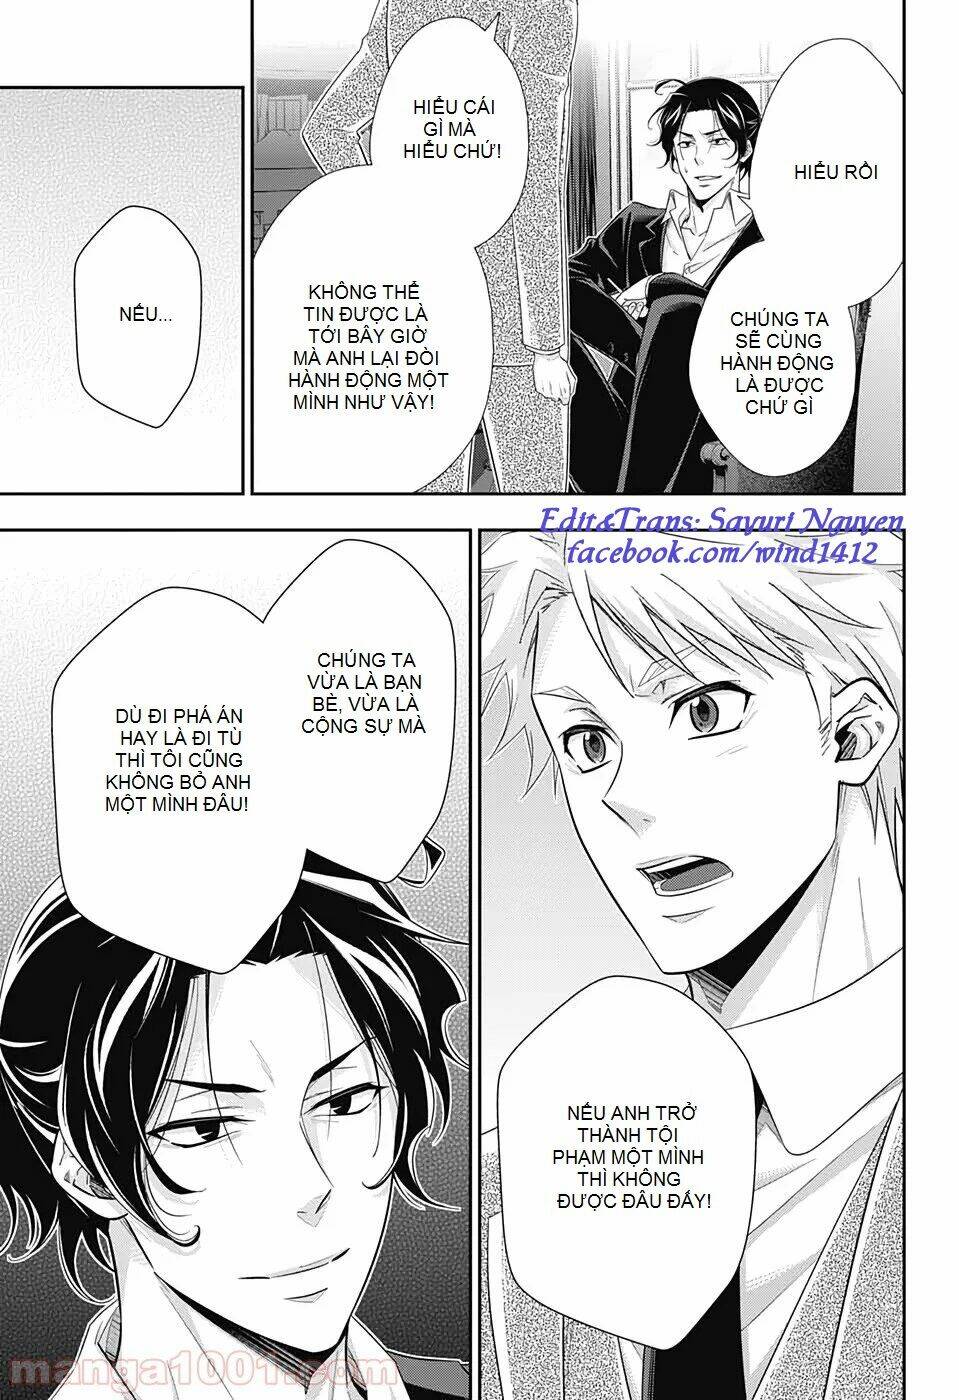 HIỂU RỒI
CHÚNG TA
SẼ CÙNG
HÀNH ĐỘNG
LÀ ĐƯỢC
CHỨ GÌ
HIỂU CÁI
GÌ MÀ
HIỂU CHỨ!
KHÔNG THỂ
TIN ĐƯỢC LÀ
TỚI BÂY GIỜ
MÀ ANH LẠI ĐÒI
HÀNH ĐỘNG MỘT
MÌNH NHƯ VẬY!
NẾU...
Edit&Trans: Sayuri Nguyen
facebook.com/wind1412
NẾU ANH TRỞ
THÀNH TỘI
PHẠM MỘT MÌNH
THÌ KHÔNG
ĐƯỢC ĐÂU ĐẤY!
CHÚNG TA
VỪA LÀ BẠN
BÈ, VỪA LÀ
CỘNG SỰ MÀ
DÙ ĐI PHÁ ÁN
HAY LÀ ĐI TÙ
THÌ TÔI CŨNG
KHÔNG BỎ ANH
MỘT MÌNH ĐÂU!
manga1001.com